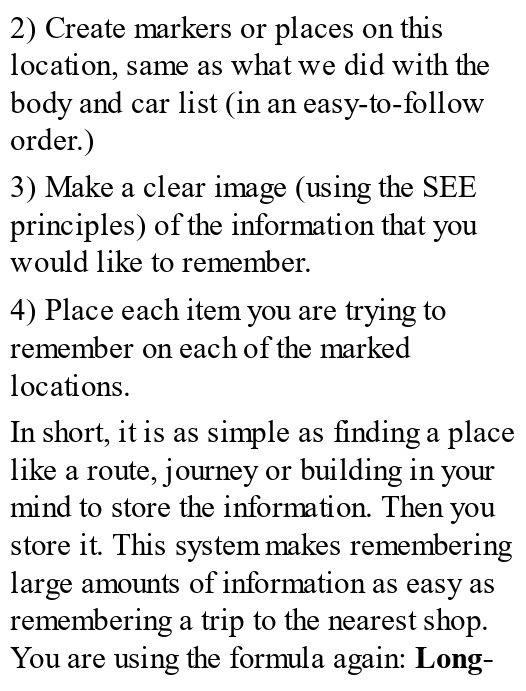 2) Create markers or places on this
location, same as what we did with the
body and car list (in an easy-to-follow
order.)
3) Make a clear image (using the SEE
principles) of the information that you
would like to remember.
4) Place each item you are trying to
remember on each of the marked
locations.
In short, it is as simple as finding a place
like a route, journey or building in your
mind to store the information. Then you
store it. This system makes remembering
large amounts of information as easy as
remembering a trip to the nearest shop.
You are using the formula again: Long-